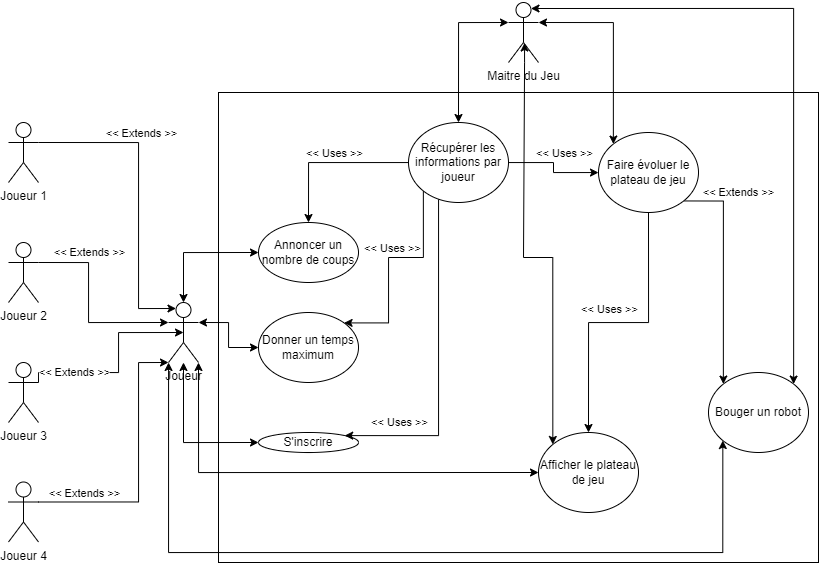 Maitre du Jeu
<< Extends >>
Joueur 1
<< Uses >>
Récupérer les
informations par
joueur
<< Uses >>
Faire évoluer le
plateau de jeu
<< Extends >>
<< Extends >>
Joueur 2
Annoncer un
nombre de coups
<< Uses >>
<< Uses >>
Donner un temps
maximum
Joueur
<< Extends >>
Joueur 3
<< Uses >>
S'inscrire
Bouger un robot
Afficher le plateau
de jeu
<< Extends >>
Joueur 4